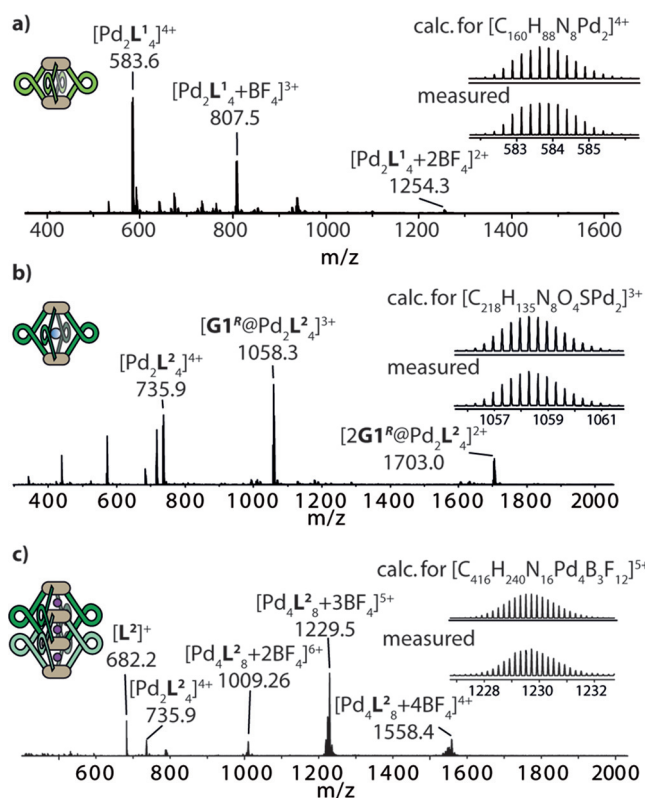 a)
[Pd₂L¹₄]⁴⁺
583.6
[Pd₂L¹₄+BF₄]³⁺
807.5
[Pd₂L¹₄+2BF₄]²⁺
1254.3
calc. for [C₁₆₀H₈₈N₈Pd₂]⁴⁺
measured
583 584 585
400 600 800 1000 1200 1400 1600
m/z
b)
[Pd₂L²₄]⁴⁺
735.9
[G1ᴿ@Pd₂L²₄]³⁺
1058.3
[2G1ᴿ@Pd₂L²₄]²⁺
1703.0
calc. for [C₂₁₈H₁₃₅N₈O₄SPd₂]³⁺
measured
1057 1059 1061
400 600 800 1000 1200 1400 1600 1800 2000
m/z
c)
[L²]⁺
682.2
[Pd₂L²₄]⁴⁺
735.9
[Pd₄L²₈+2BF₄]⁶⁺
1009.26
[Pd₄L²₈+3BF₄]⁵⁺
1229.5
[Pd₄L²₈+4BF₄]⁴⁺
1558.4
calc. for [C₄₁₆H₂₄₀N₁₆Pd₄B₃F₁₂]⁵⁺
measured
1228 1230 1232
600 800 1000 1200 1400 1600 1800 2000
m/z